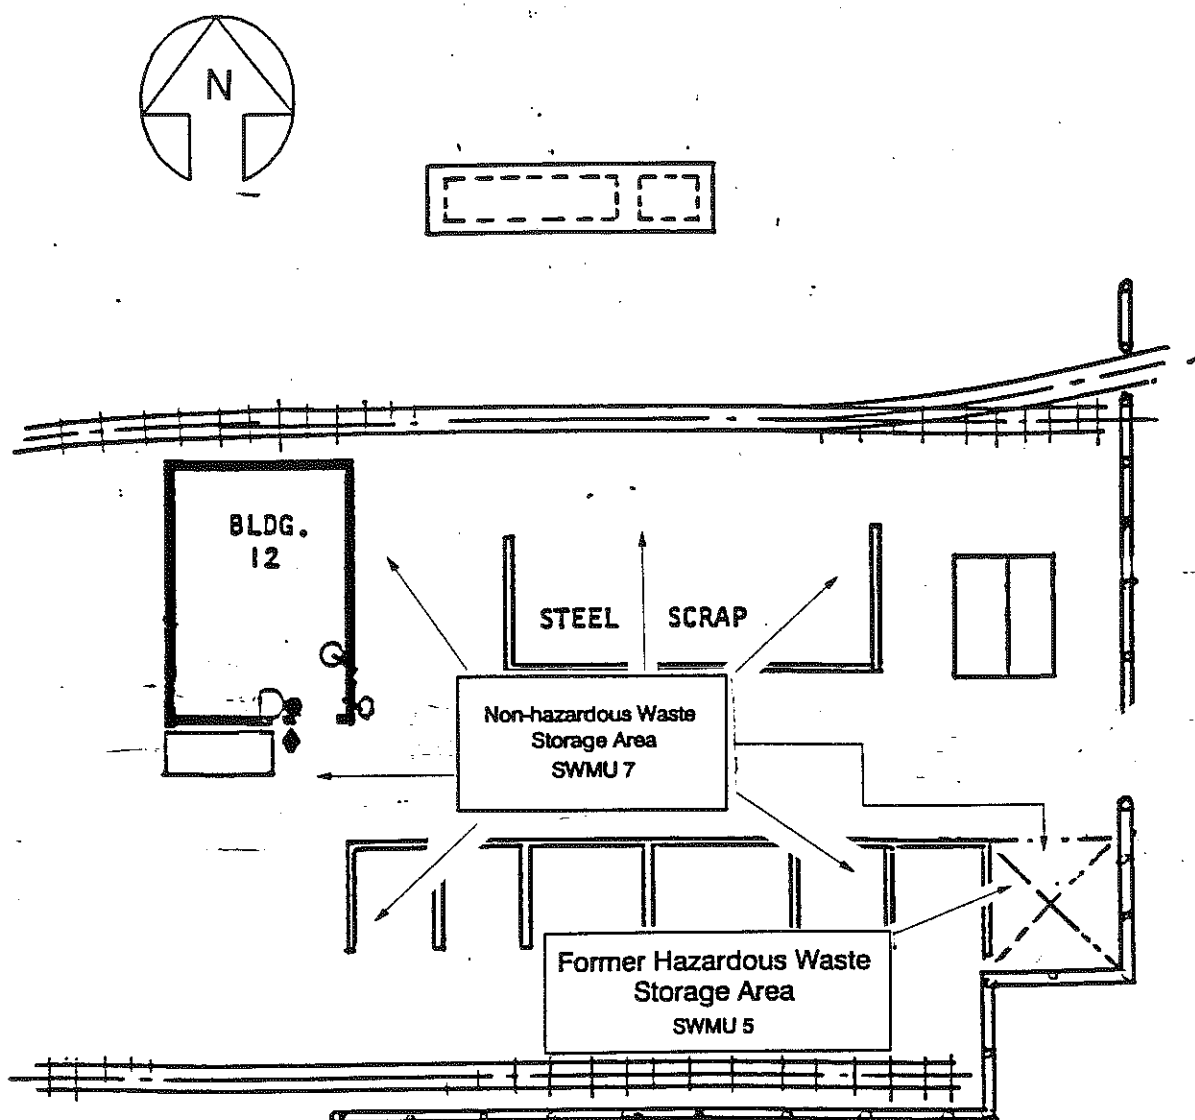 N
BLDG.
12
STEEL SCRAP
Non-hazardous Waste
Storage Area
SWMU 7
Former Hazardous Waste
Storage Area
SWMU 5